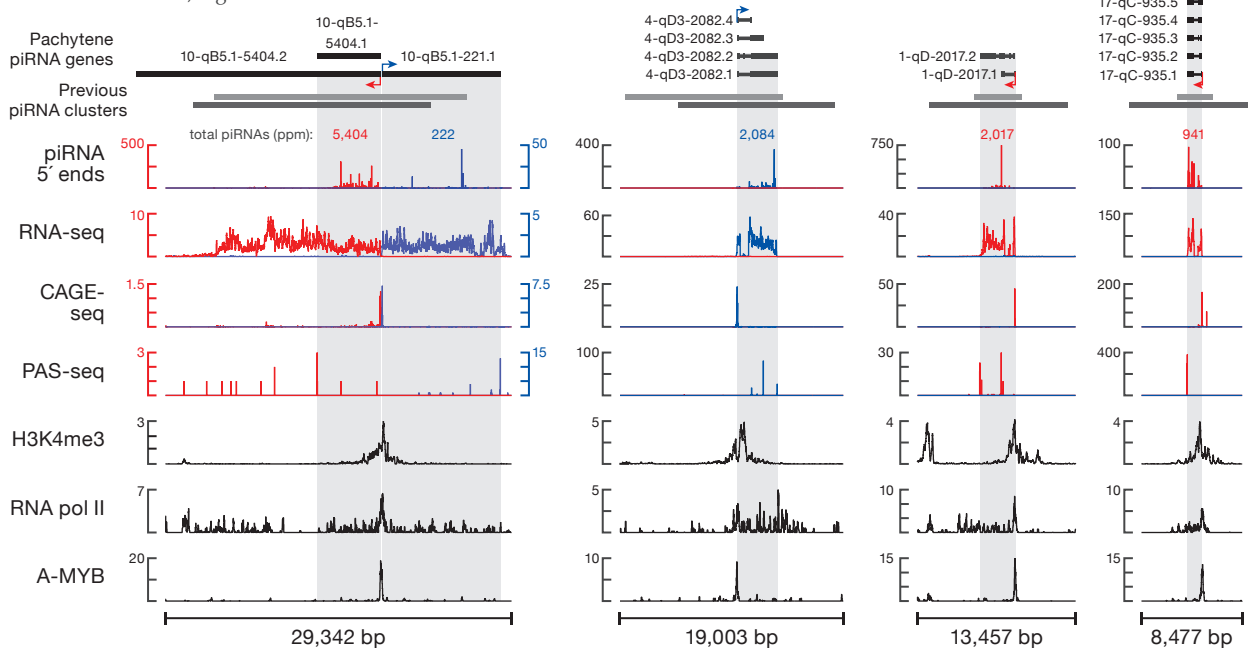 10-qB5.1-
5404.1
10-qB5.1-5404.2
10-qB5.1-221.1
Pachytene
piRNA genes
4-qD3-2082.4
4-qD3-2082.3
4-qD3-2082.2
4-qD3-2082.1
1-qD-2017.2
1-qD-2017.1
17-qC-935.5
17-qC-935.4
17-qC-935.3
17-qC-935.2
17-qC-935.1
Previous
piRNA clusters
total piRNAs (ppm): 5,404 222 2,084 2,017 941
piRNA
5´ ends
500 50 400 750 100
RNA-seq
10 5 60 40 150
CAGE-
seq
1.5 7.5 25 50 200
PAS-seq
3 15 100 30 400
H3K4me3
3 5 4 4
RNA pol II
7 5 10 10
A-MYB
20 10 15 15
29,342 bp
19,003 bp
13,457 bp
8,477 bp